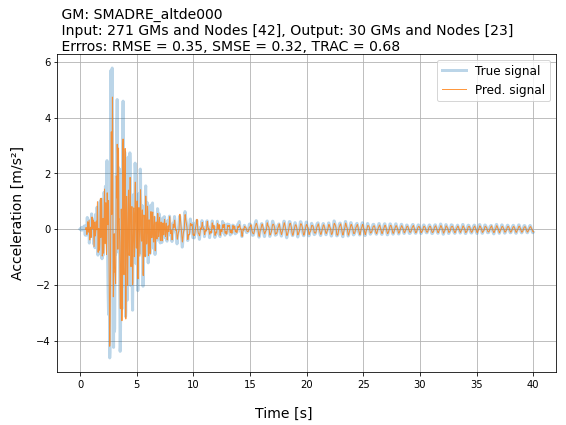 GM: SMADRE_altde000
Input: 271 GMs and Nodes [42], Output: 30 GMs and Nodes [23]
Errros: RMSE = 0.35, SMSE = 0.32, TRAC = 0.68
True signal
Pred. signal
6
4
2
0
−2
−4
Acceleration [m/s²]
0 5 10 15 20 25 30 35 40
Time [s]